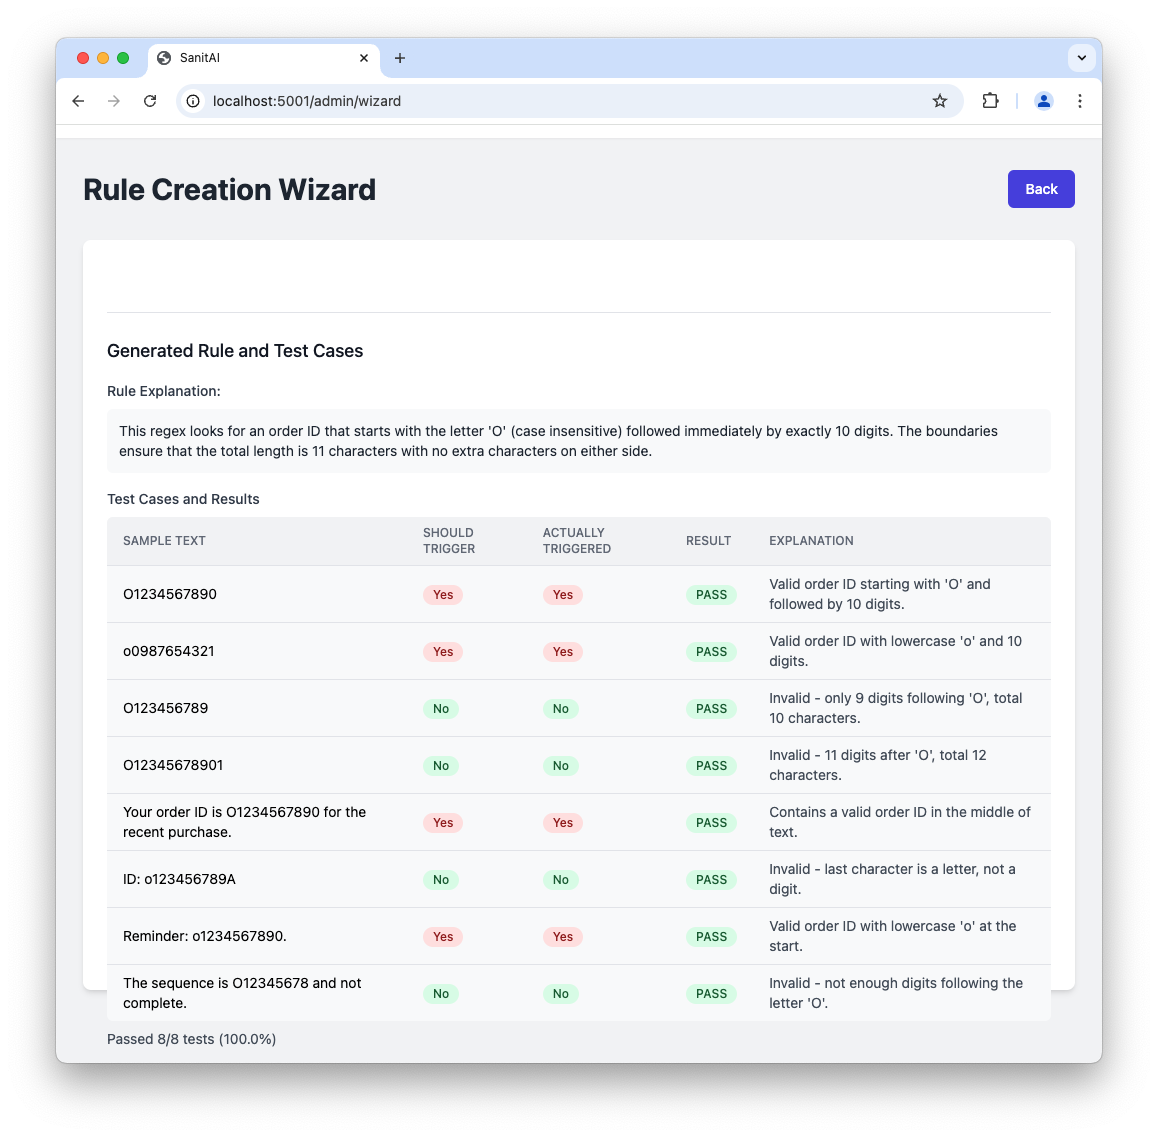 SanitAI
localhost:5001/admin/wizard
Rule Creation Wizard
Back
Generated Rule and Test Cases
Rule Explanation:
This regex looks for an order ID that starts with the letter 'O' (case insensitive) followed immediately by exactly 10 digits. The boundaries
ensure that the total length is 11 characters with no extra characters on either side.
Test Cases and Results
SAMPLE TEXT
SHOULD
TRIGGER
ACTUALLY
TRIGGERED
RESULT
EXPLANATION
O1234567890
Yes
Yes
PASS
Valid order ID starting with 'O' and
followed by 10 digits.
o0987654321
Yes
Yes
PASS
Valid order ID with lowercase 'o' and 10
digits.
O123456789
No
No
PASS
Invalid - only 9 digits following 'O', total
10 characters.
O12345678901
No
No
PASS
Invalid - 11 digits after 'O', total 12
characters.
Your order ID is O1234567890 for the
recent purchase.
Yes
Yes
PASS
Contains a valid order ID in the middle of
text.
ID: o123456789A
No
No
PASS
Invalid - last character is a letter, not a
digit.
Reminder: o1234567890.
Yes
Yes
PASS
Valid order ID with lowercase 'o' at the
start.
The sequence is O12345678 and not
complete.
No
No
PASS
Invalid - not enough digits following the
letter 'O'.
Passed 8/8 tests (100.0%)